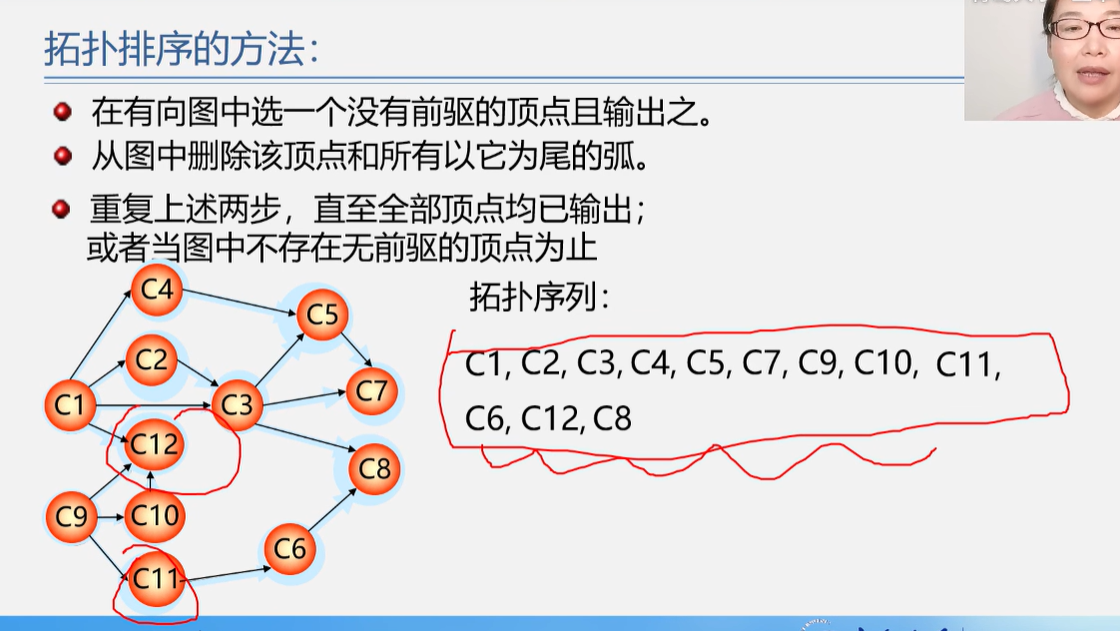 拓扑排序的方法：
在有向图中选一个没有前驱的顶点且输出之。
从图中删除该顶点和所有以它为尾的弧。
重复上述两步，直至全部顶点均已输出；
或者当图中不存在无前驱的顶点为止
拓扑序列：
C1, C2, C3, C4, C5, C7, C9, C10, C11,
C6, C12, C8
C4
C5
C2
C7
C1
C3
C12
C8
C9
C10
C6
C11